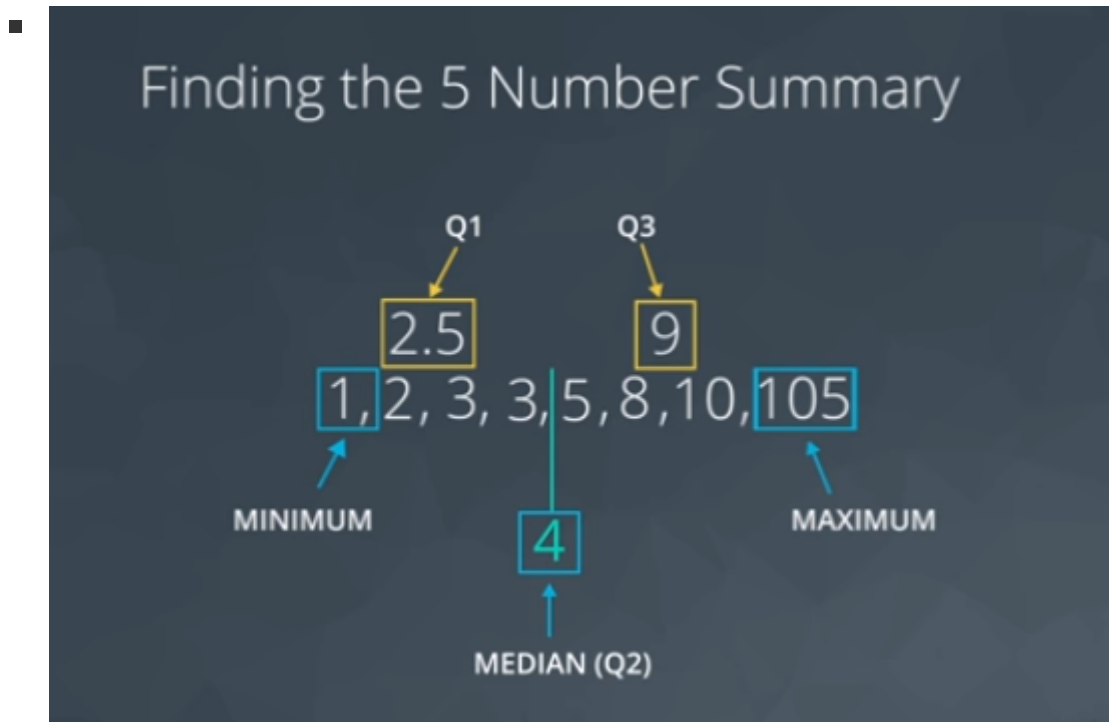 Finding the 5 Number Summary
Q1 Q3
2.5 9
1, 2, 3, 3, 5, 8, 10, 105
MINIMUM MAXIMUM
4
MEDIAN (Q2)